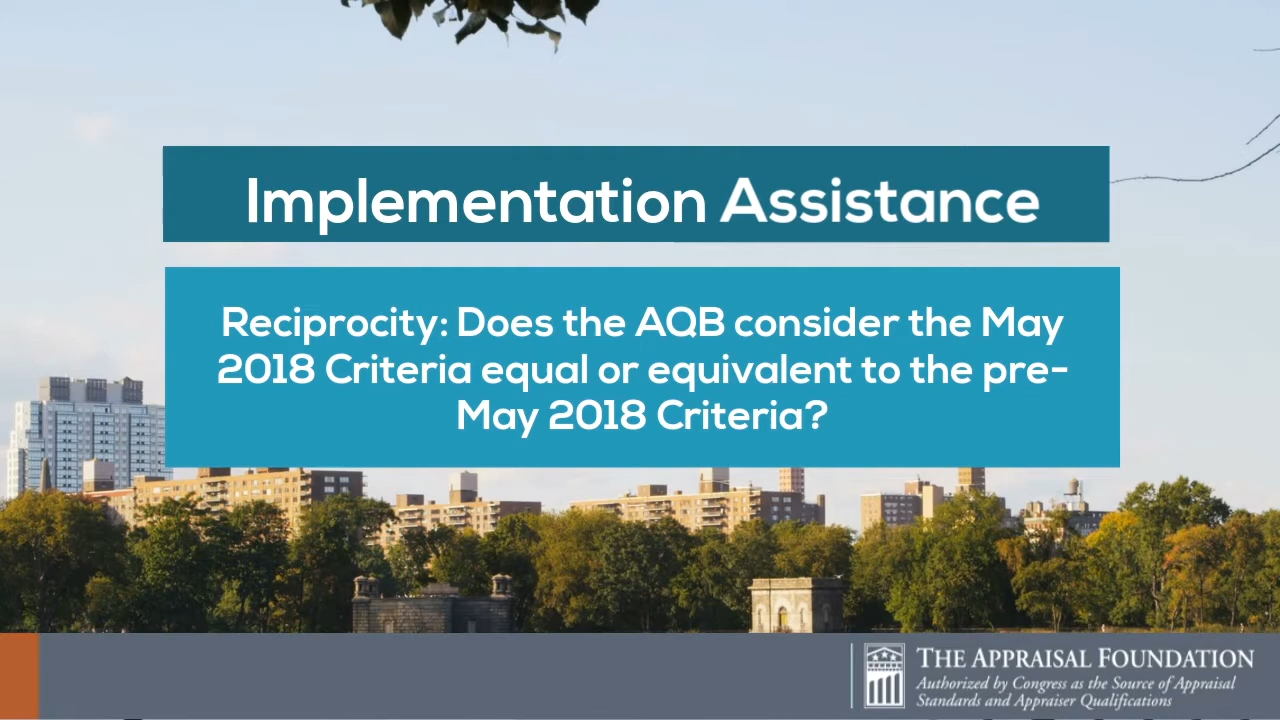 Implementation Assistance
Reciprocity: Does the AQB consider the May
2018 Criteria equal or equivalent to the pre-
May 2018 Criteria?
THE APPRAISAL FOUNDATION
Authorized by Congress as the Source of Appraisal
Standards and Appraiser Qualifications